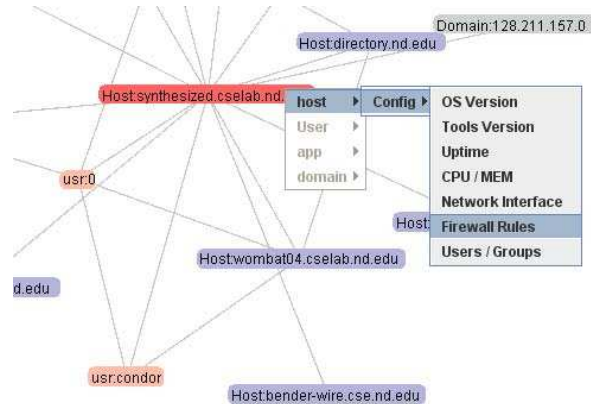 Domain:128.211.157.0
Host:directory.nd.edu
Host:synthesized.cselab.nd.
host
Config
OS Version
User
Tools Version
app
Uptime
domain
CPU / MEM
usr:0
Network Interface
Host:
Firewall Rules
Users / Groups
Host:wombat04.cselab.nd.edu
d.edu
usr:condor
Host:bender-wire.cse.nd.edu